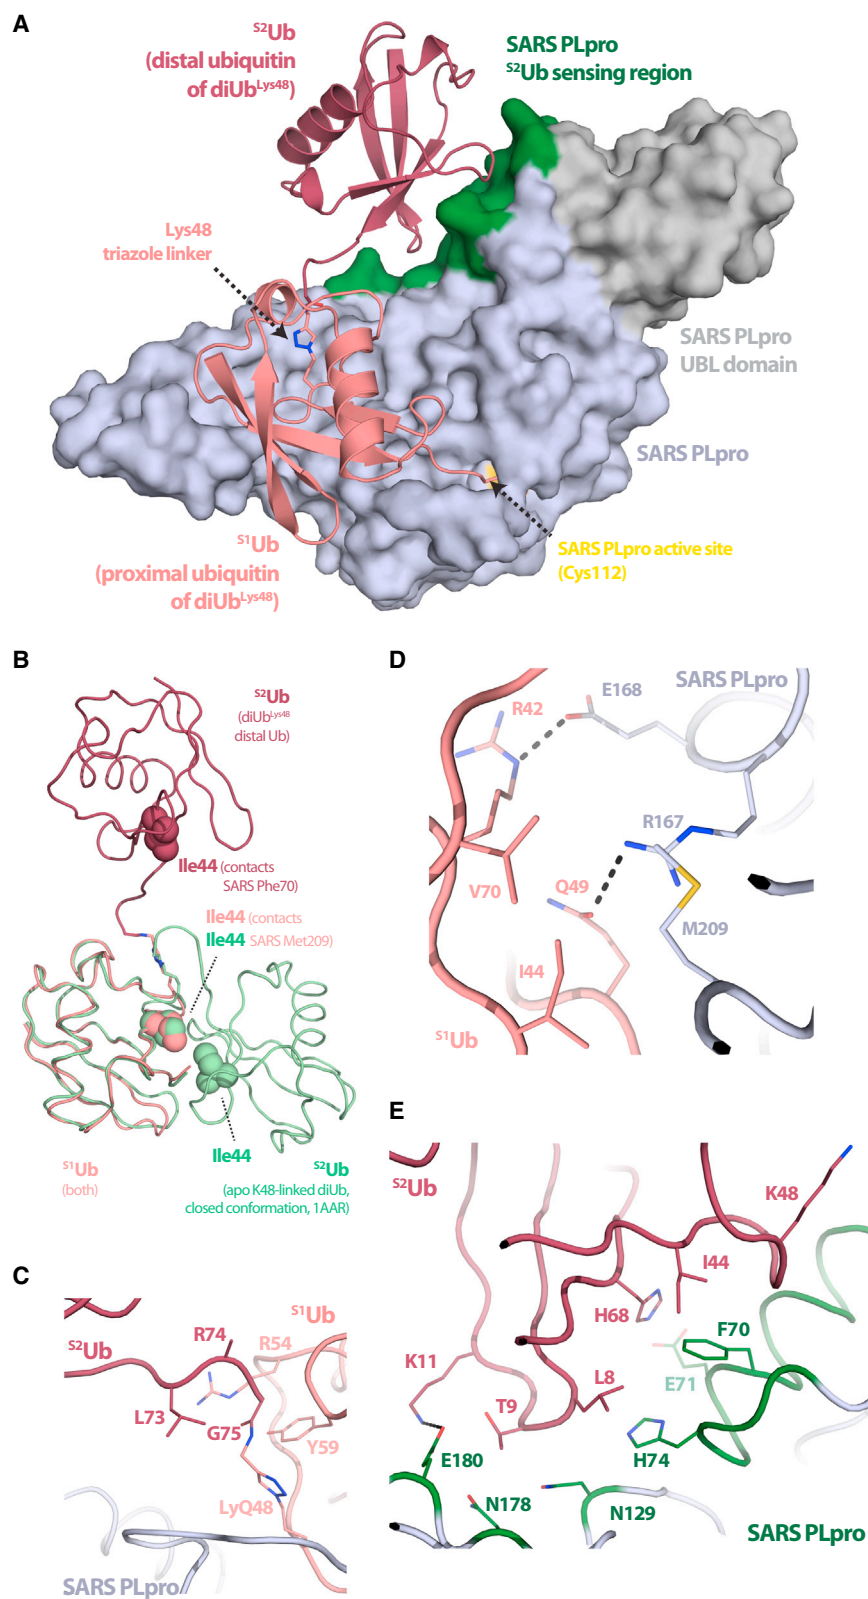 A
S2Ub
(distal ubiquitin
of diUbLys48)
SARS PLpro
S2Ub sensing region
Lys48
triazole linker
SARS PLpro
UBL domain
SARS PLpro
S1Ub
(proximal ubiquitin
of diUbLys48)
SARS PLpro active site
(Cys112)
B
S2Ub
(diUbLys48
distal Ub)
Ile44 (contacts
SARS Phe70)
Ile44 (contacts
Ile44 SARS Met209)
Ile44
S1Ub
(both)
S2Ub
(apo K48-linked diUb,
closed conformation, 1AAR)
C
S1Ub
R74
S2Ub
R54
L73
G75
Y59
LyQ48
SARS PLpro
D
SARS PLpro
E168
R42
R167
V70
Q49
M209
I44
S1Ub
E
S2Ub
K48
I44
H68
F70
K11
E71
L8
T9
E180
H74
N178
N129
SARS PLpro